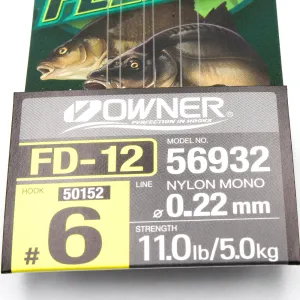 OWNER
PERFECTION IN HOOKS
FD-12
MODEL NO.
56932
HOOK
50152
LINE
NYLON MONO
#6
ø 0.22 mm
STRENGTH
11.0lb/5.0kg